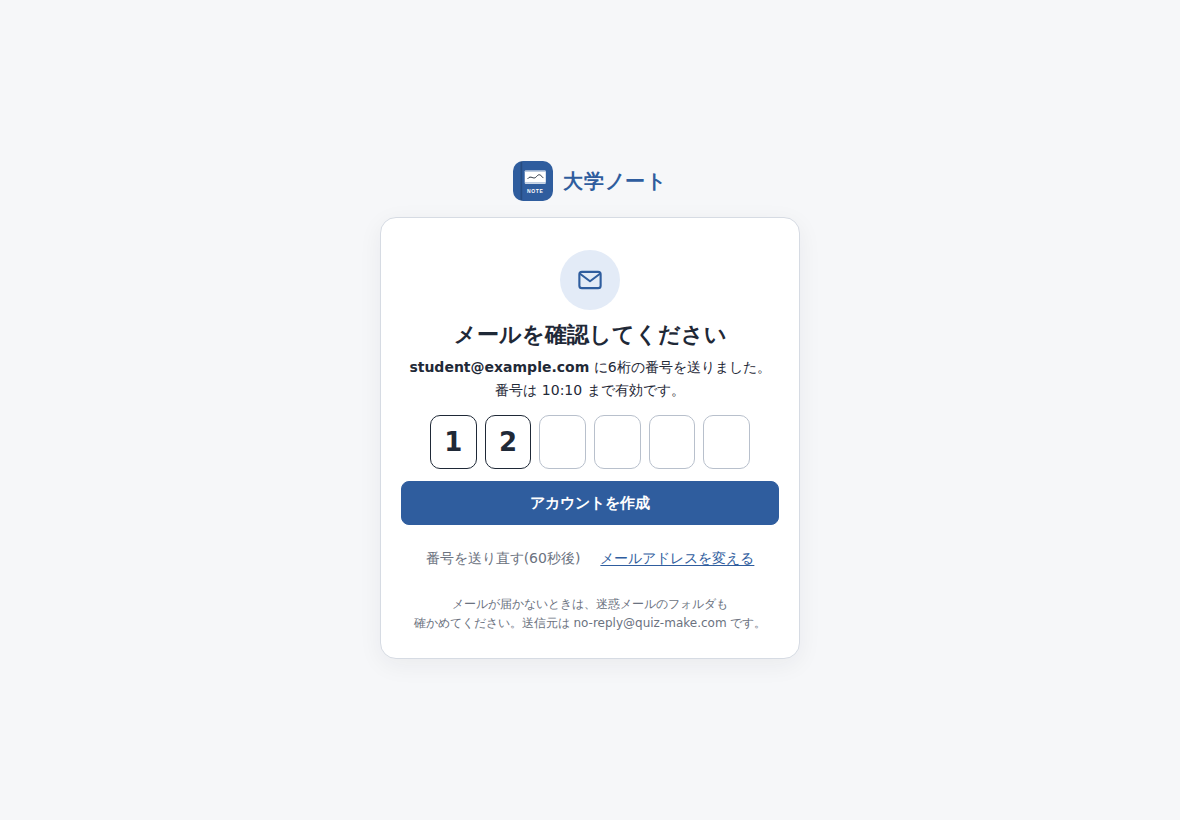 NOTE
大学ノート
メールを確認してください
student@example.com に6桁の番号を送りました。
番号は 10:10 まで有効です。
1 2
アカウントを作成
番号を送り直す(60秒後) メールアドレスを変える
メールが届かないときは、迷惑メールのフォルダも
確かめてください。送信元は no-reply@quiz-make.com です。